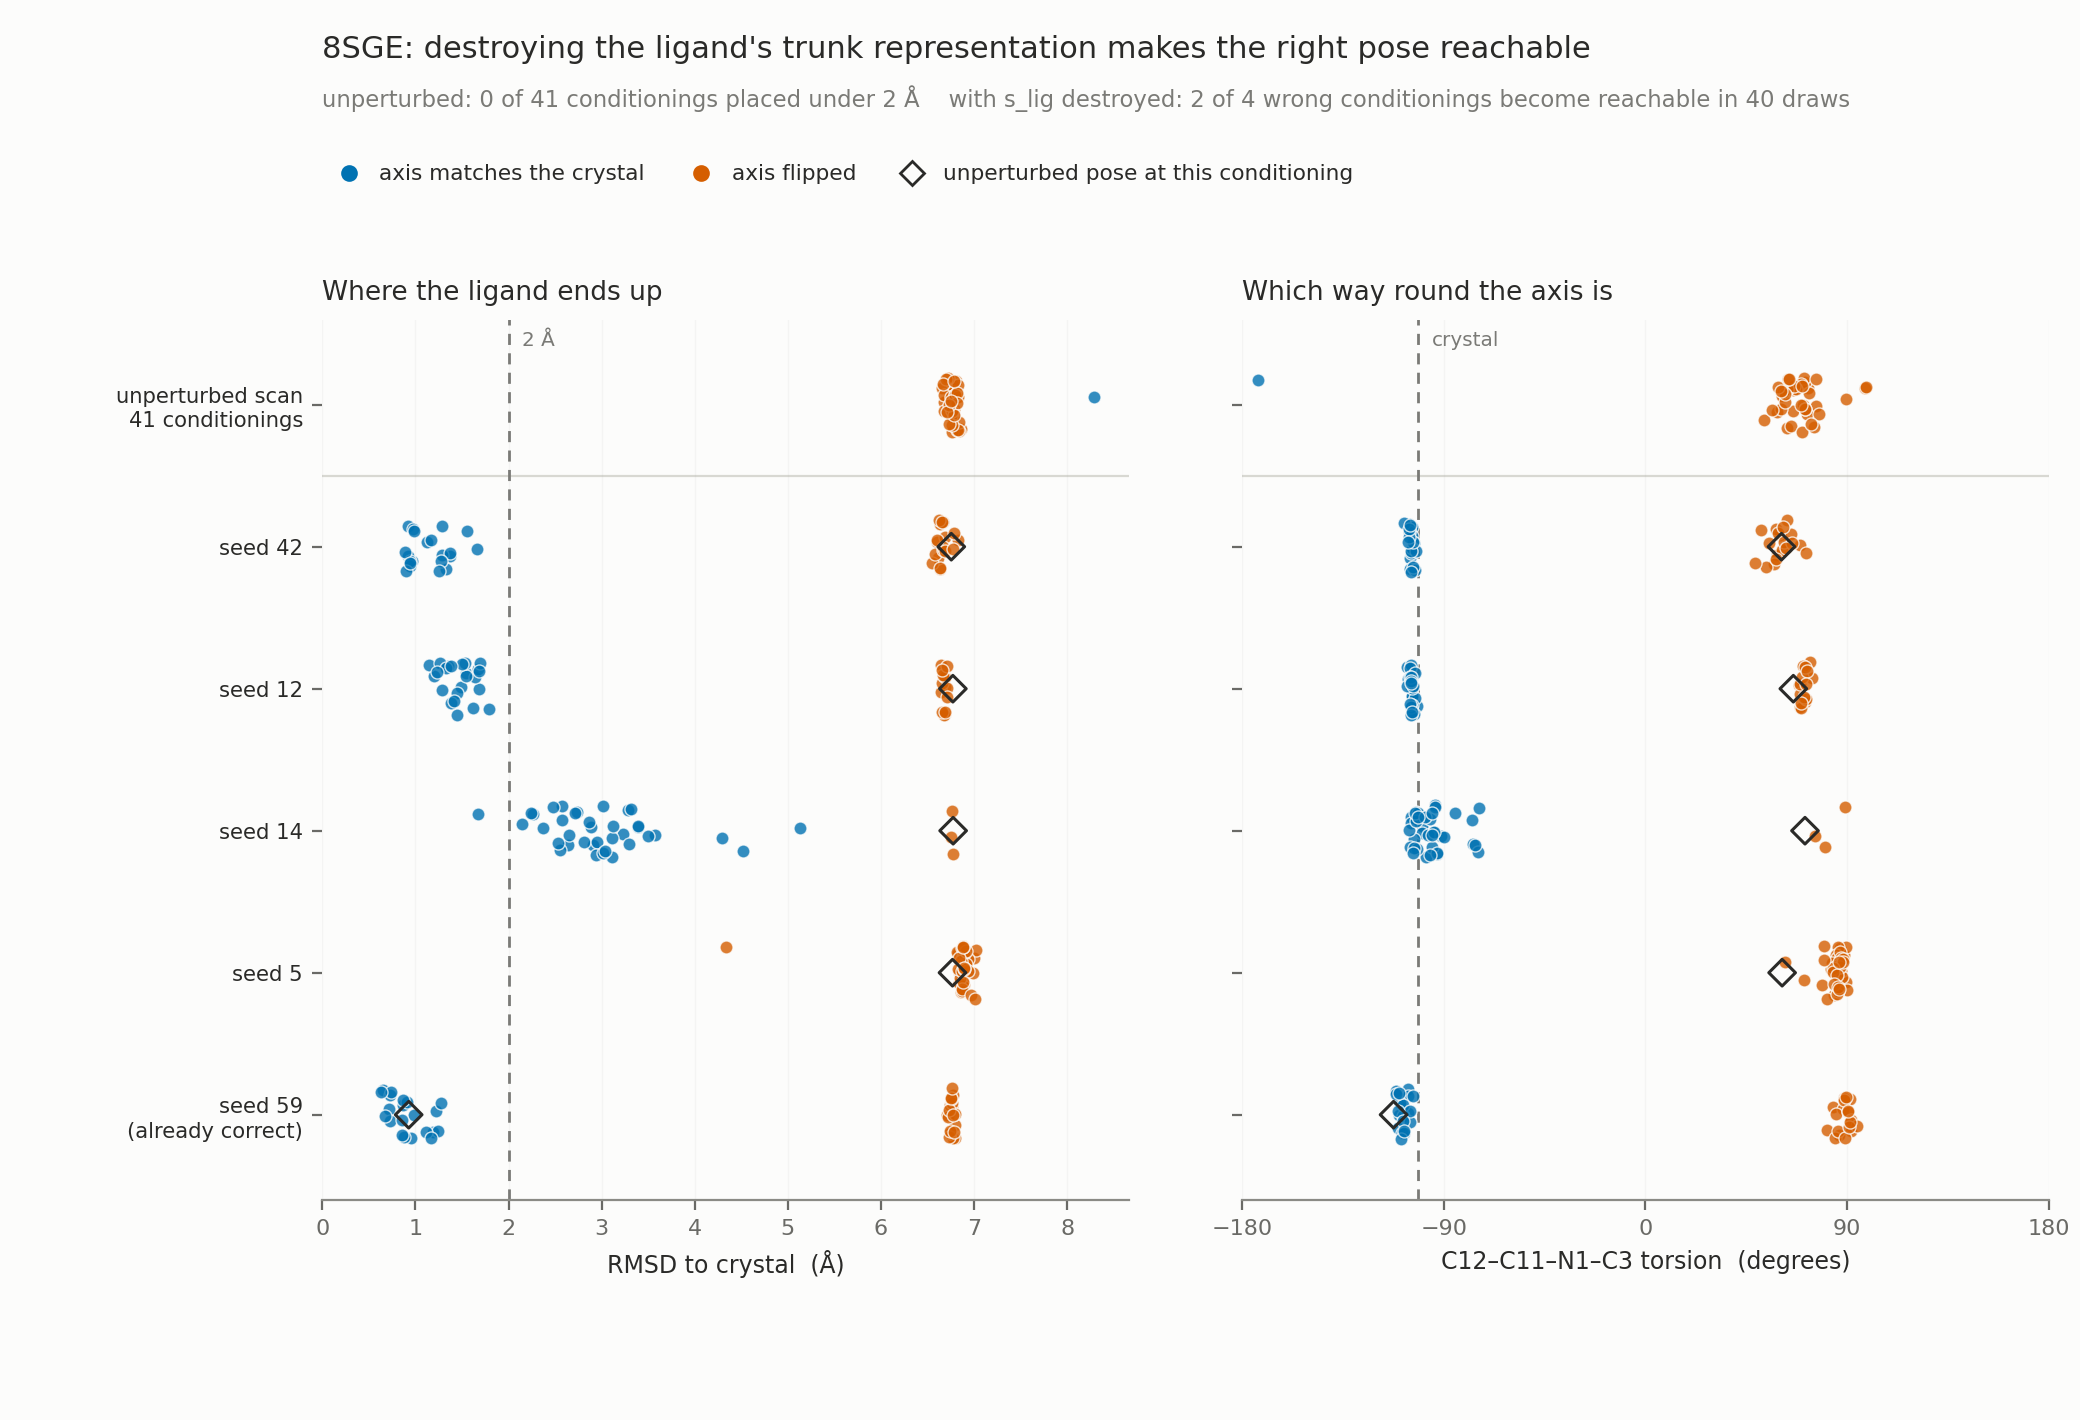 8SGE: destroying the ligand's trunk representation makes the right pose reachable
unperturbed: 0 of 41 conditionings placed under 2 Å    with s_lig destroyed: 2 of 4 wrong conditionings become reachable in 40 draws
axis matches the crystal    axis flipped    unperturbed pose at this conditioning
Where the ligand ends up
2 Å
unperturbed scan
41 conditionings
seed 42
seed 12
seed 14
seed 5
seed 59
(already correct)
0 1 2 3 4 5 6 7 8
RMSD to crystal (Å)
Which way round the axis is
crystal
−180 −90 0 90 180
C12–C11–N1–C3 torsion (degrees)